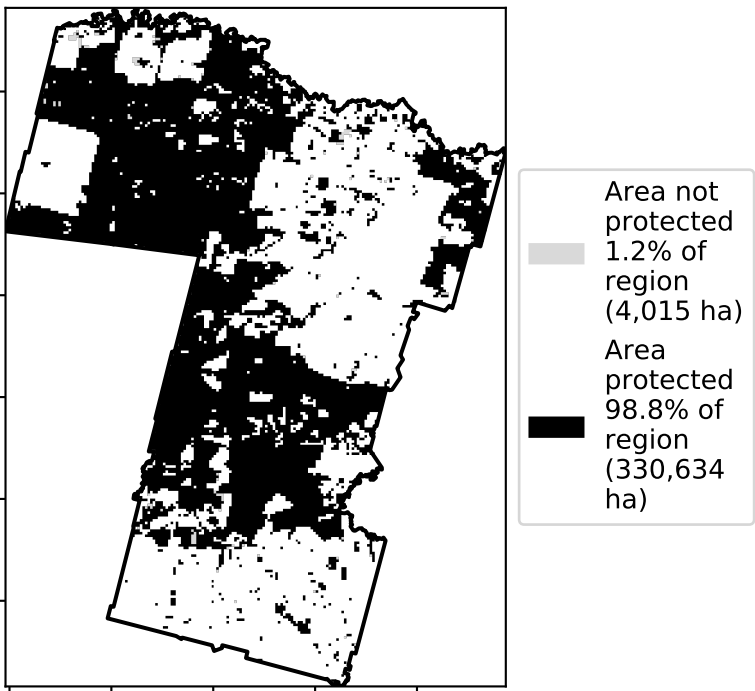 Area not
protected
1.2% of
region
(4,015 ha)
Area
protected
98.8% of
region
(330,634
ha)